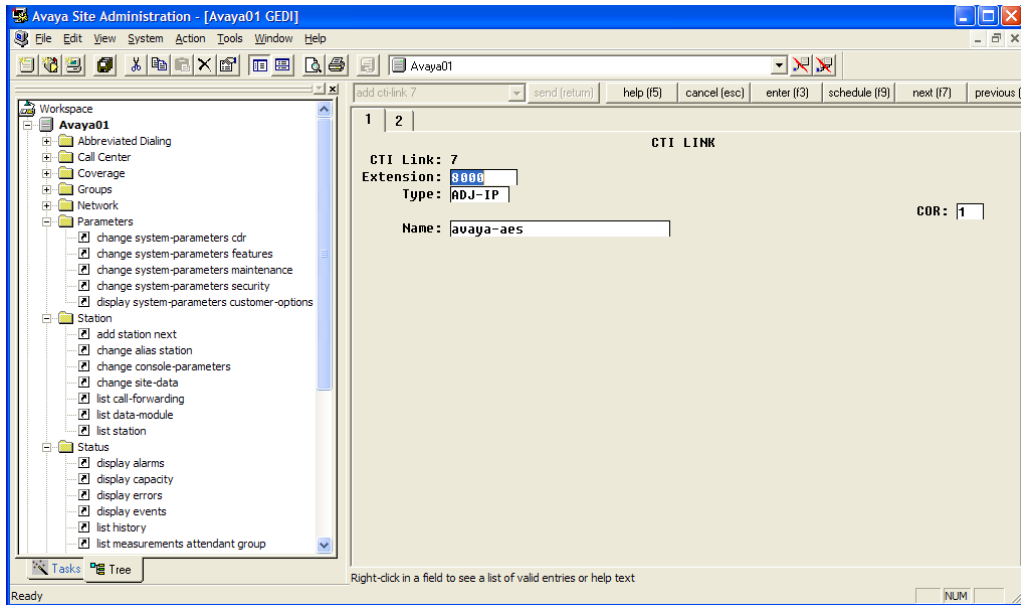 Avaya Site Administration - [Avaya01 GEDI]
File Edit View System Action Tools Window Help
Avaya01
add cti-link 7 send (return) help (f5) cancel (esc) enter (f3) schedule (f9) next (f7) previous (
Workspace
Avaya01
Abbreviated Dialing
Call Center
Coverage
Groups
Network
Parameters
change system-parameters cdr
change system-parameters features
change system-parameters maintenance
change system-parameters security
display system-parameters customer-options
Station
add station next
change alias station
change console-parameters
change site-data
list call-forwarding
list data-module
list station
Status
display alarms
display capacity
display errors
display events
list history
list measurements attendant group
Tasks Tree
1 2
CTI LINK
CTI Link: 7
Extension: 8000
Type: ADJ-IP
COR: 1
Name: avaya-aes
Right-click in a field to see a list of valid entries or help text
Ready NUM